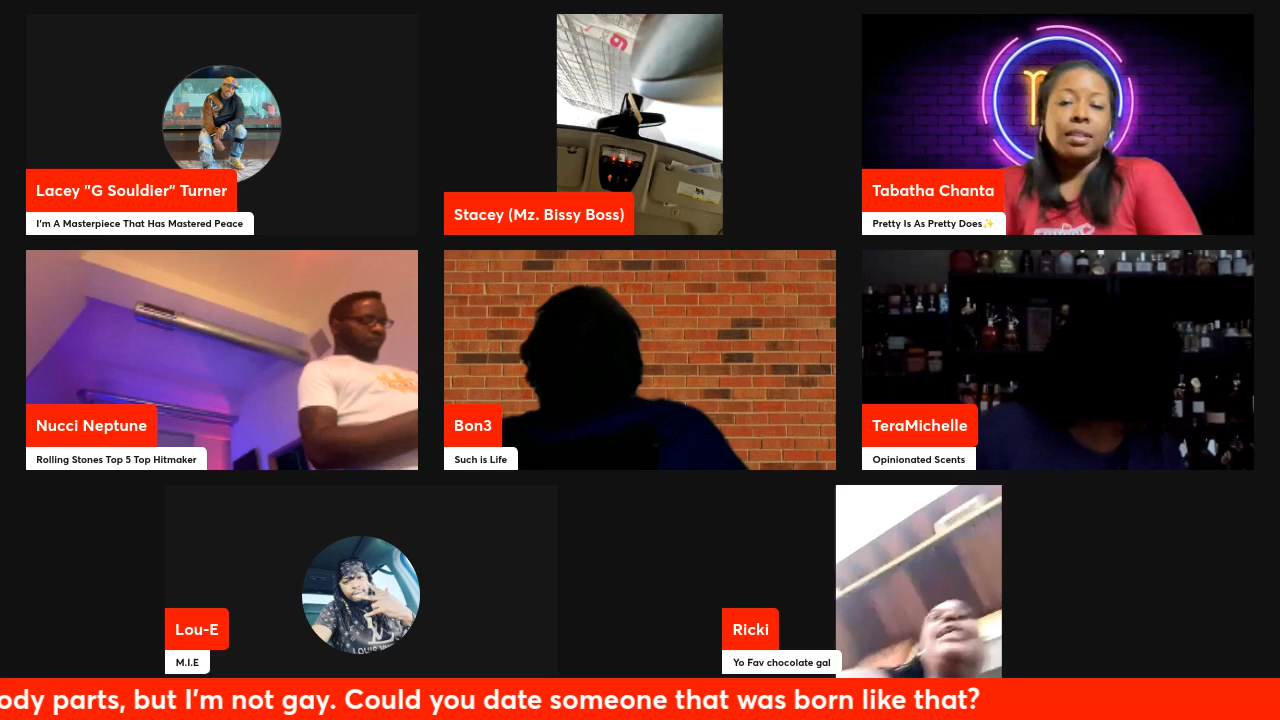 Lacey "G Souldier" Turner
I'm A Masterpiece That Has Mastered Peace
Stacey (Mz. Bissy Boss)
Tabatha Chanta
Pretty Is As Pretty Does✨
Nucci Neptune
Rolling Stones Top 5 Top Hitmaker
Bon3
Such is Life
TeraMichelle
Opinionated Scents
Lou-E
M.I.E
Ricki
Yo Fav chocolate gal
ody parts, but I'm not gay. Could you date someone that was born like that?